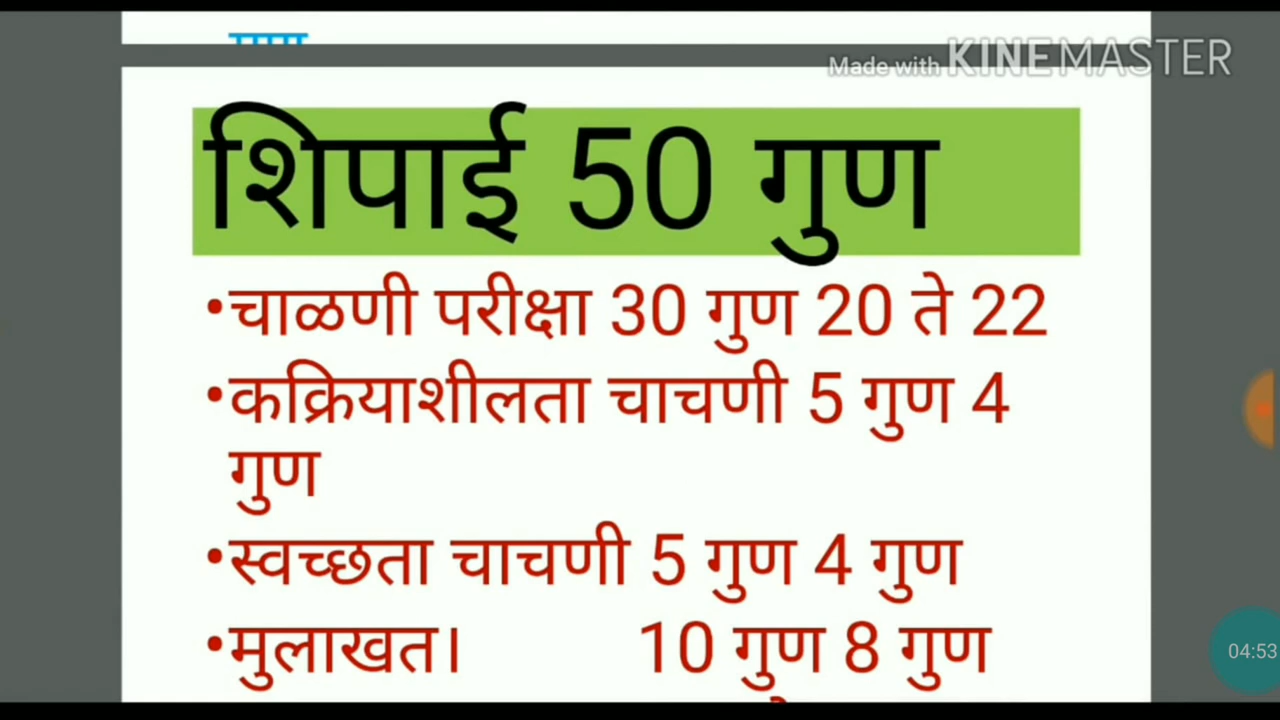 Made with KINEMASTER
शिपाई 50 गुण
•चाळणी परीक्षा 30 गुण 20 ते 22
•कक्रियाशीलता चाचणी 5 गुण 4
गुण
•स्वच्छता चाचणी 5 गुण 4 गुण
•मुलाखत। 10 गुण 8 गुण
04:53